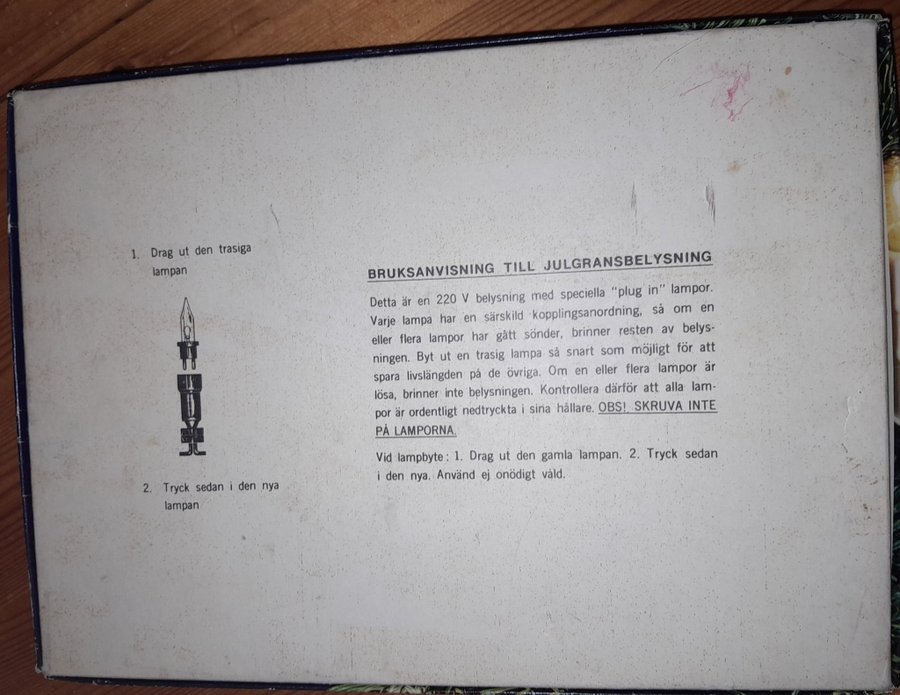 1. Drag ut den trasiga
lampan
2. Tryck sedan i den nya
lampan
BRUKSANVISNING TILL JULGRANSBELYSNING
Detta är en 220 V belysning med speciella "plug in" lampor.
Varje lampa har en särskild kopplingsanordning, så om en
eller flera lampor har gått sönder, brinner resten av belys-
ningen. Byt ut en trasig lampa så snart som möjligt för att
spara livslängden på de övriga. Om en eller flera lampor är
lösa, brinner inte belysningen. Kontrollera därför att alla lam-
por är ordentligt nedtryckta i sina hållare. OBS! SKRUVA INTE
PÅ LAMPORNA.
Vid lampbyte: 1. Drag ut den gamla lampan. 2. Tryck sedan
i den nya. Använd ej onödigt våld.